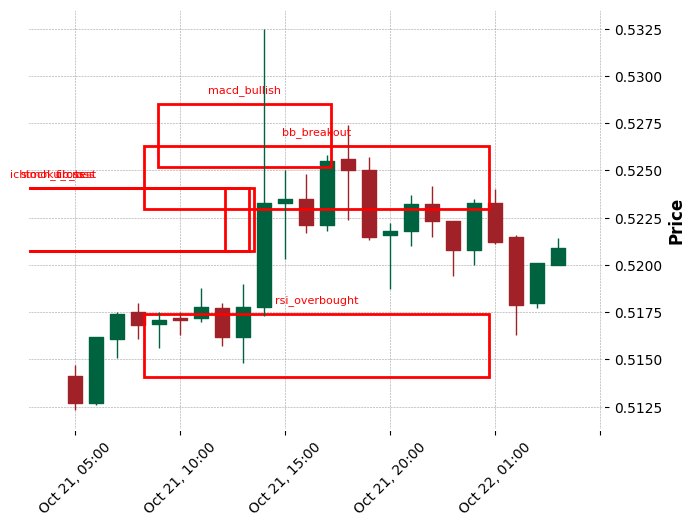 0.5325
0.5300
macd_bullish
0.5275
bb_breakout
0.5250
0.5225
0.5200
rsi_overbought
0.5175
0.5150
0.5125
Price
Oct 21, 05:00
Oct 21, 10:00
Oct 21, 15:00
Oct 21, 20:00
Oct 22, 01:00